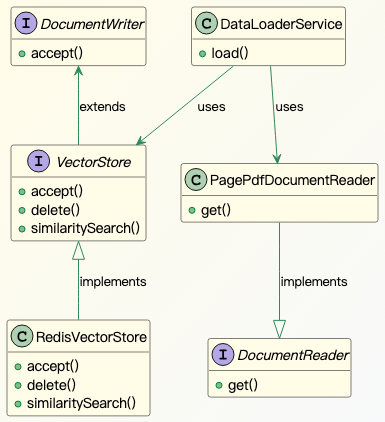 I DocumentWriter
accept()
C DataLoaderService
load()
extends
uses
uses
I VectorStore
accept()
delete()
similaritySearch()
C PagePdfDocumentReader
get()
implements
implements
C RedisVectorStore
accept()
delete()
similaritySearch()
I DocumentReader
get()